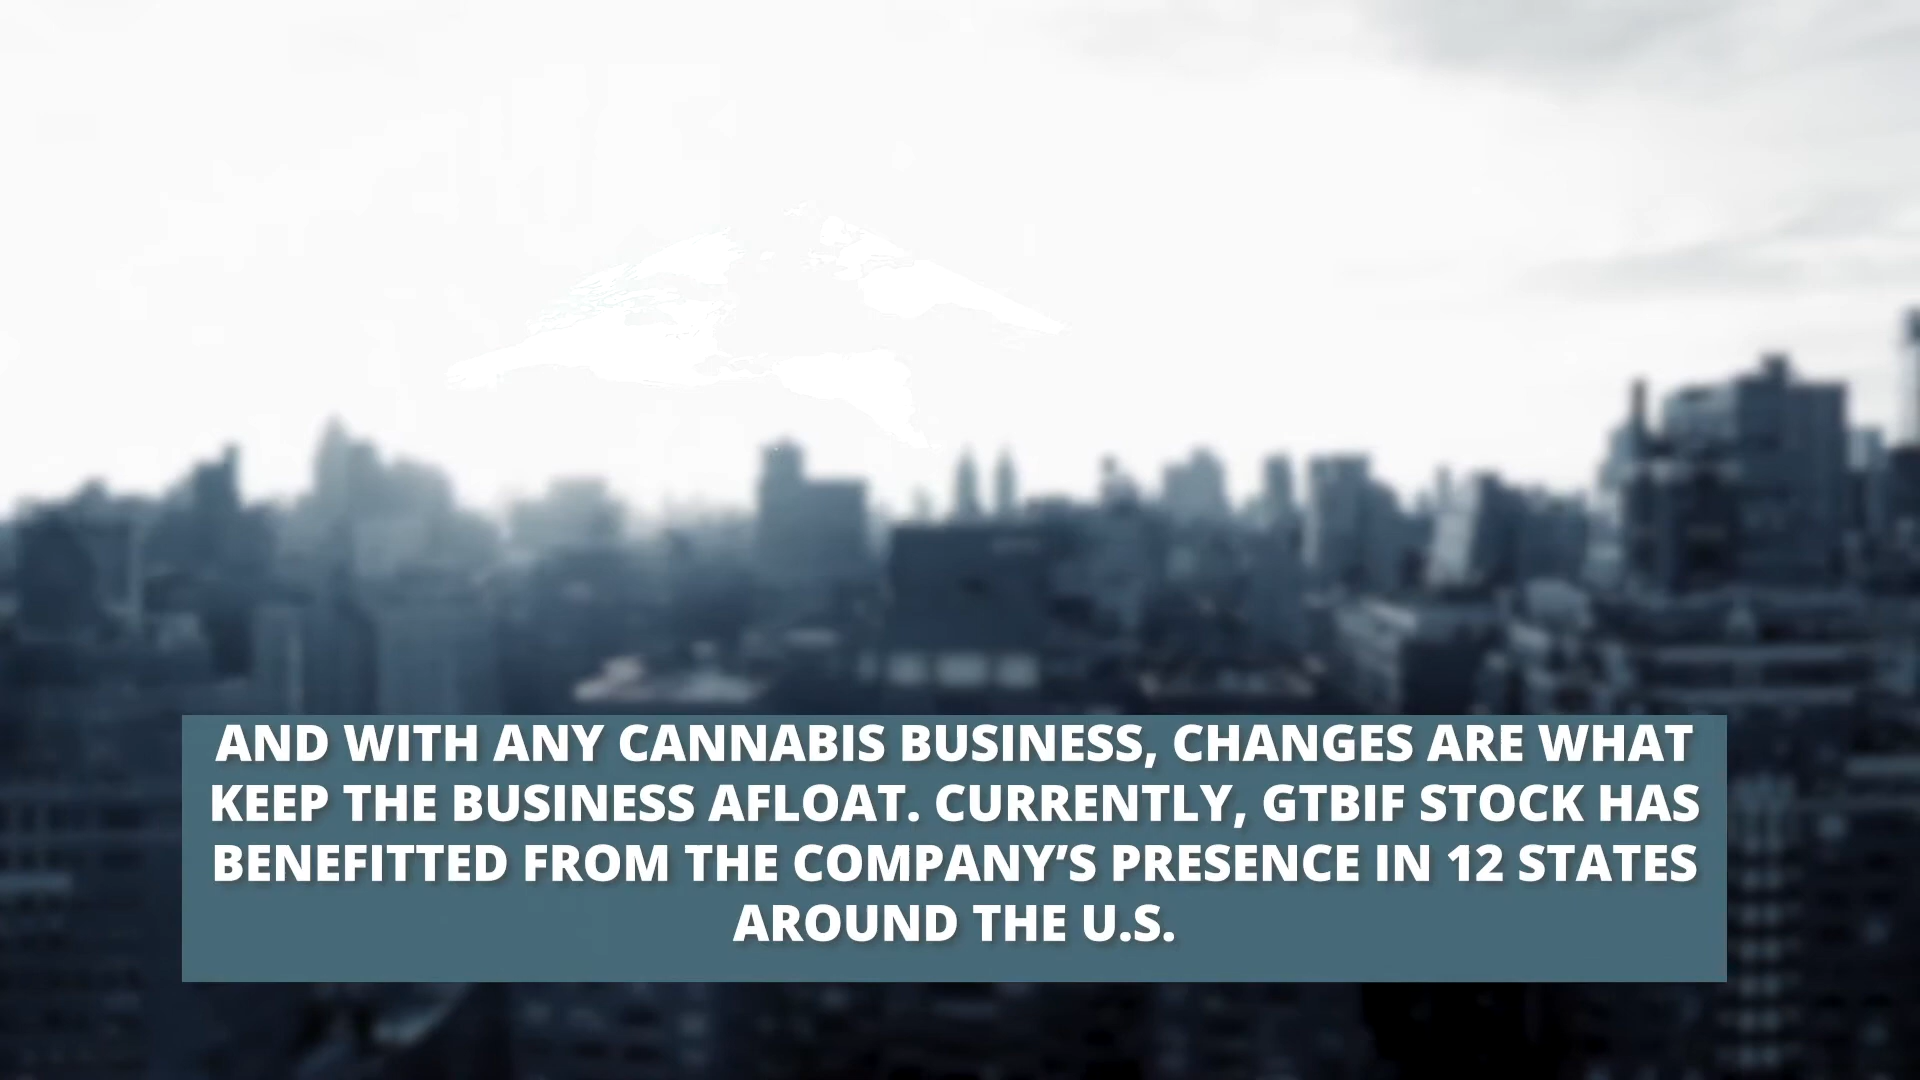 AND WITH ANY CANNABIS BUSINESS, CHANGES ARE WHAT
KEEP THE BUSINESS AFLOAT. CURRENTLY, GTBIF STOCK HAS
BENEFITTED FROM THE COMPANY’S PRESENCE IN 12 STATES
AROUND THE U.S.